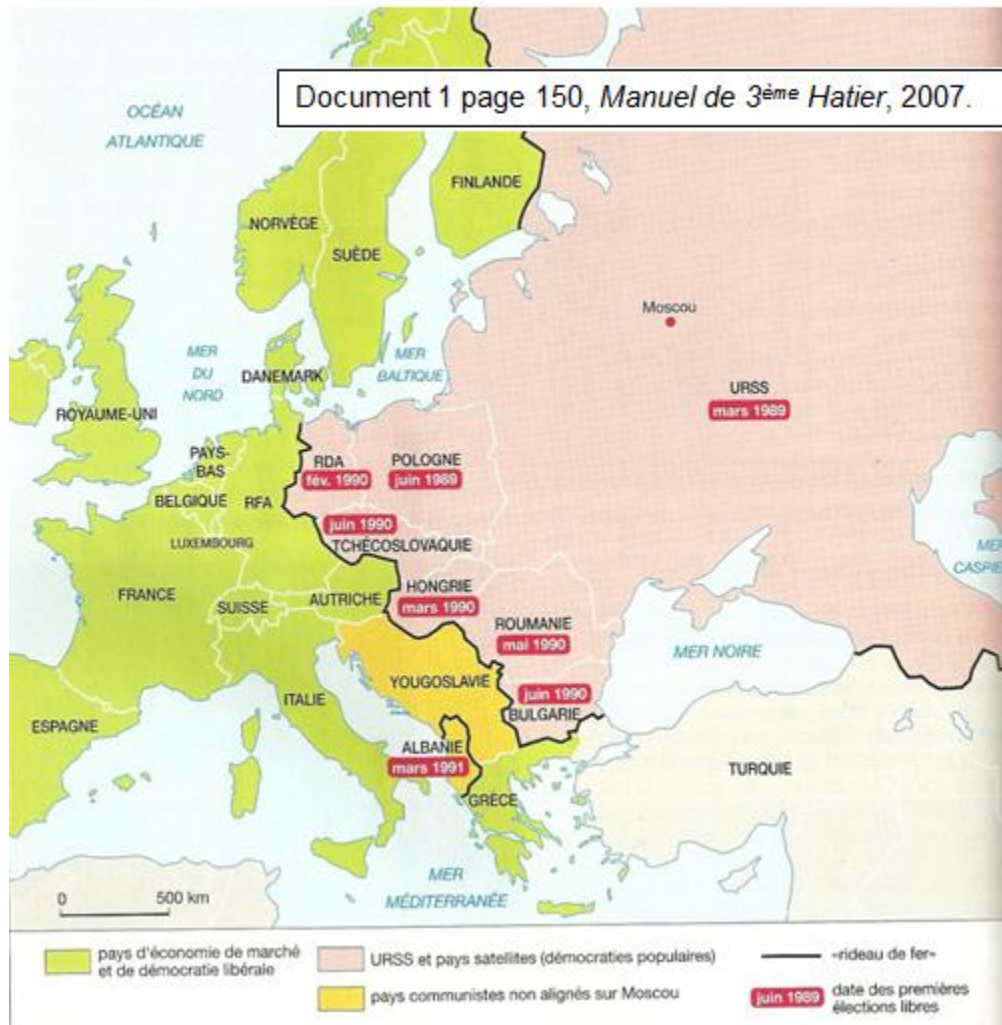 Document 1 page 150, Manuel de 3ème Hatier, 2007.
OCÉAN
ATLANTIQUE
FINLANDE
NORVÈGE
SUÈDE
Moscou
MER
DU
NORD
DANEMARK
MER
BALTIQUE
URSS
mars 1989
ROYAUME-UNI
PAYS-
BAS
RDA
fév. 1990
POLOGNE
juin 1989
BELGIQUE
RFA
juin 1990
TCHÉCOSLOVAQUIE
LUXEMBOURG
MER
CASPIE
FRANCE
SUISSE
AUTRICHE
HONGRIE
mars 1990
ROUMANIE
mai 1990
MER NOIRE
YOUGOSLAVIE
juin 1990
BULGARIE
ITALIE
ESPAGNE
ALBANIE
mars 1991
TURQUIE
GRÈCE
0 500 km
MER
MÉDITERRANÉE
pays d'économie de marché
et de démocratie libérale
URSS et pays satellites (démocraties populaires)
«rideau de fer»
pays communistes non alignés sur Moscou
juin 1989 date des premières
élections libres